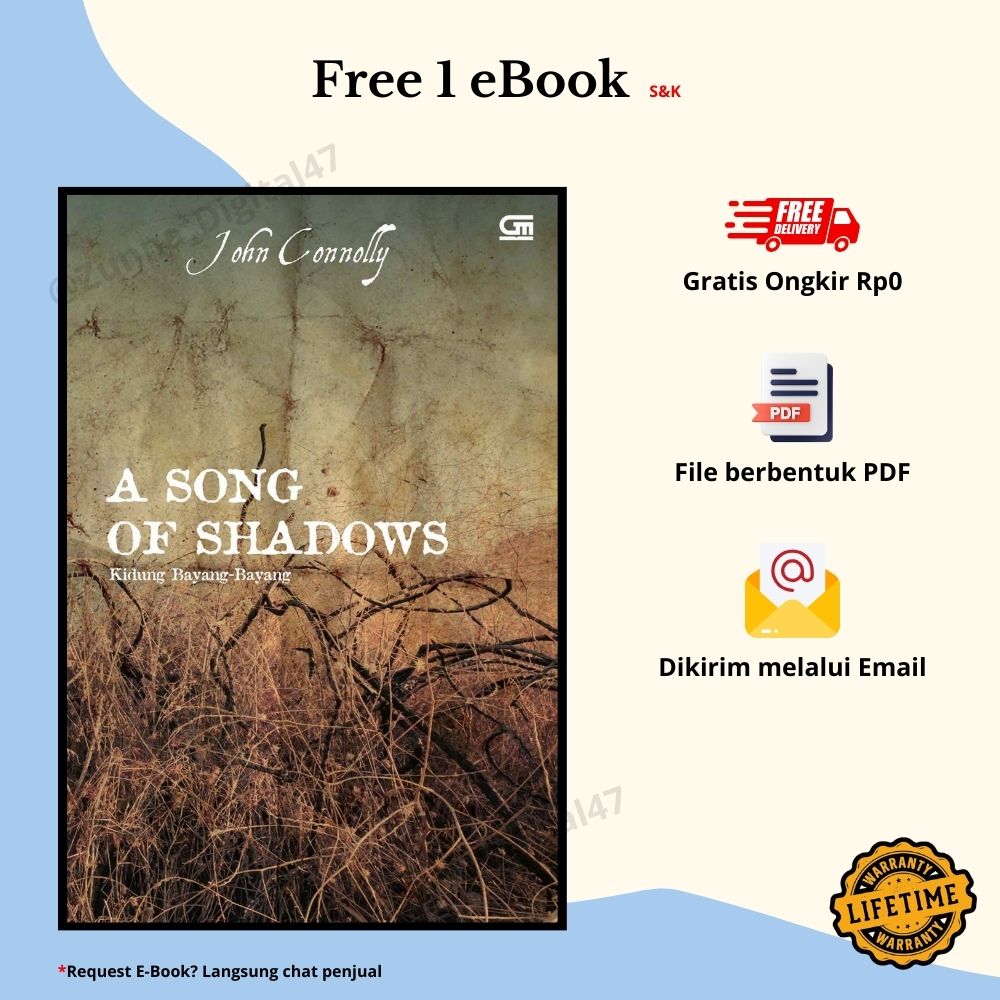 Free 1 eBook S&K
John Connolly
GM
A SONG
OF SHADOWS
Kidung Bayang-Bayang
FREE
DELIVERY
Gratis Ongkir Rp0
PDF
File berbentuk PDF
@
Dikirim melalui Email
WARRANTY
LIFETIME
WARRANTY
*Request E-Book? Langsung chat penjual